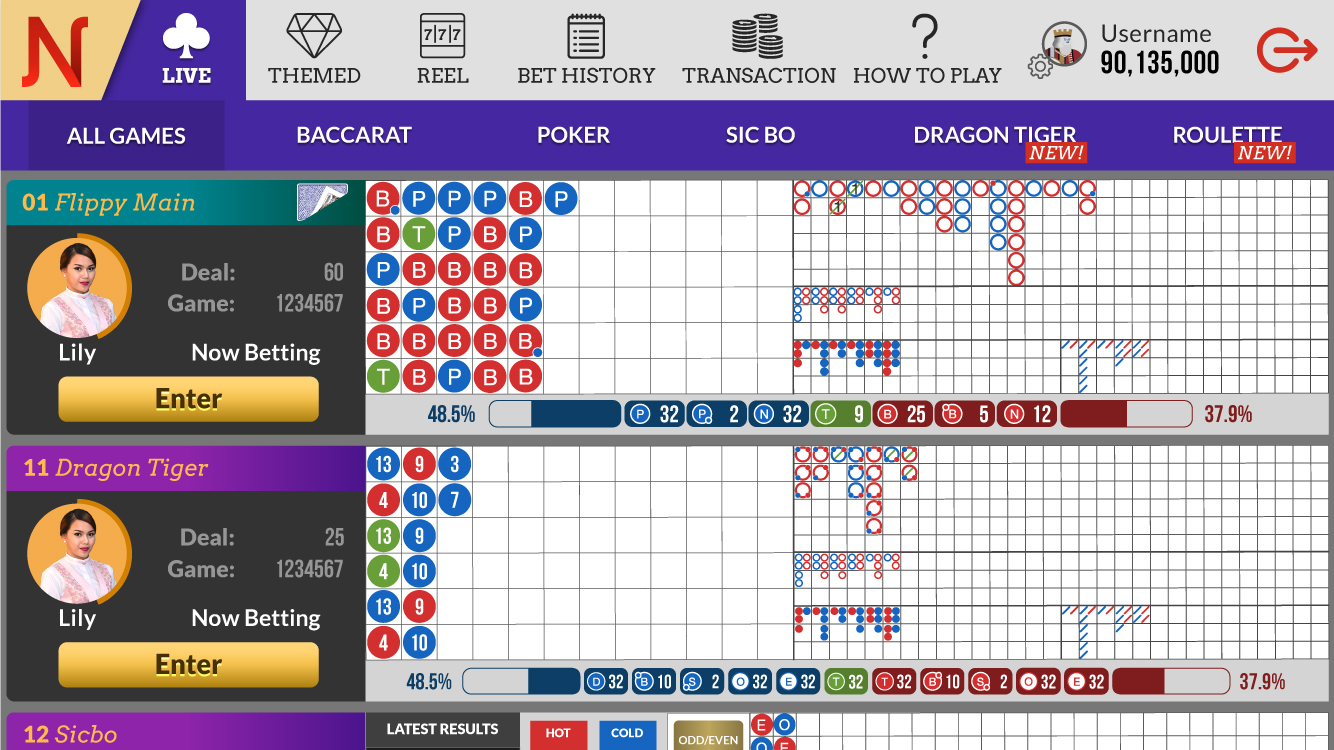 N
LIVE
THEMED
7|7|7
REEL
BET HISTORY
TRANSACTION
?
HOW TO PLAY
Username
90,135,000
ALL GAMES
BACCARAT
POKER
SIC BO
DRAGON TIGER
NEW!
ROULETTE
NEW!
01 Flippy Main
Deal: 60
Game: 1234567
Lily
Now Betting
Enter
B P P P B P
B T P B P
P B B B B
B P B B P
B B B B B
T B P B B
48.5% P 32 P 2 N 32 T 9 B 25 B 5 N 12 37.9%
11 Dragon Tiger
Deal: 25
Game: 1234567
Lily
Now Betting
Enter
13 9 3
4 10 7
13 9
4 10
13 9
4 10
48.5% D 32 B 10 S 2 O 32 E 32 T 32 T 32 B 10 S 2 O 32 E 32 37.9%
12 Sicbo
LATEST RESULTS
HOT
COLD
ODD/EVEN
E O
O E